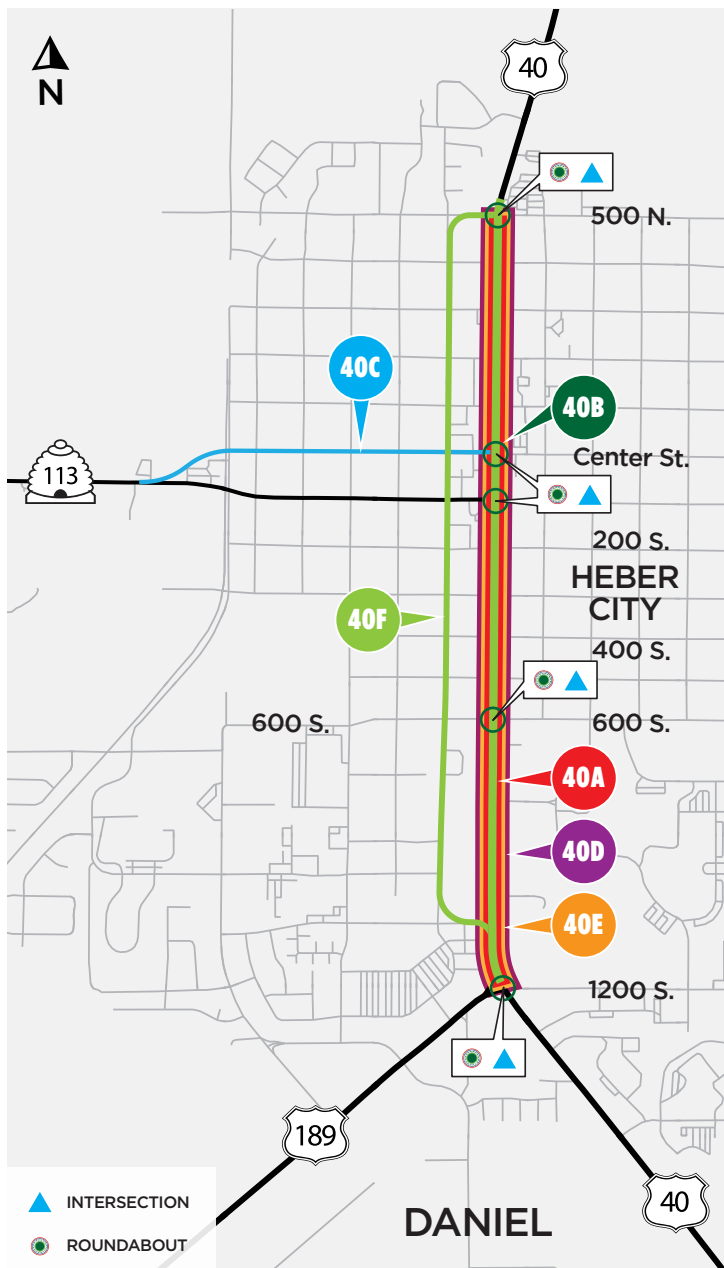 N
40
500 N.
40C
40B
Center St.
113
200 S.
HEBER
CITY
40F
400 S.
600 S.
600 S.
40A
40D
40E
1200 S.
189
40
INTERSECTION
DANIEL
ROUNDABOUT